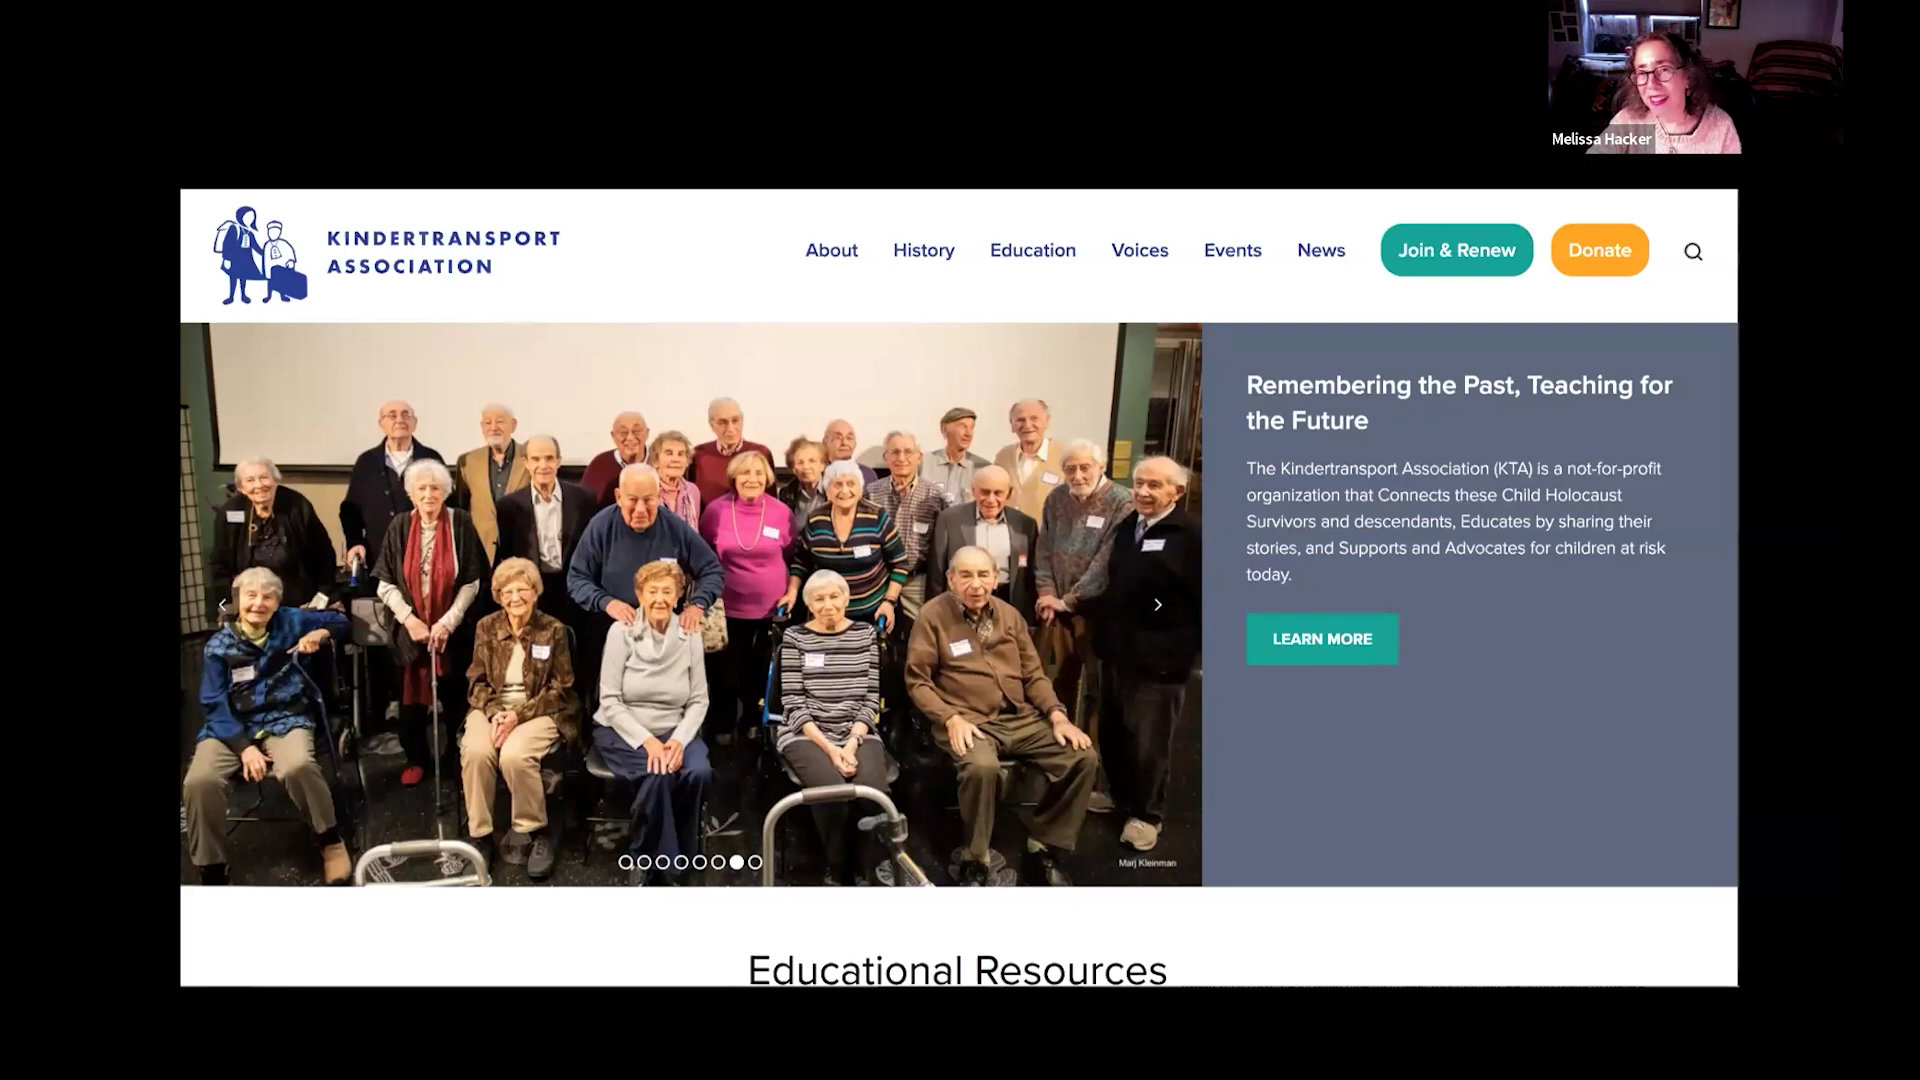 Melissa Hacker
KINDERTRANSPORT
ASSOCIATION
About History Education Voices Events News Join & Renew Donate
Remembering the Past, Teaching for
the Future
The Kindertransport Association (KTA) is a not-for-profit
organization that Connects these Child Holocaust
Survivors and descendants, Educates by sharing their
stories, and Supports and Advocates for children at risk
today.
LEARN MORE
Marj Kleinman
Educational Resources